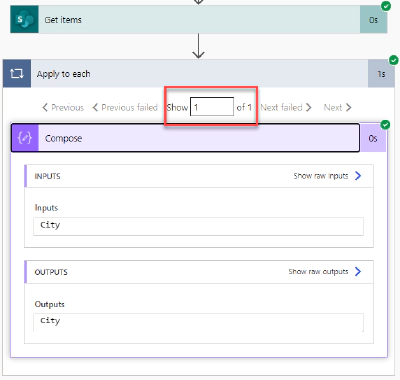 Get items 0s
Apply to each 1s
Previous Previous failed Show 1 of 1 Next failed Next
Compose 0s
INPUTS Show raw inputs
Inputs
City
OUTPUTS Show raw outputs
Outputs
City